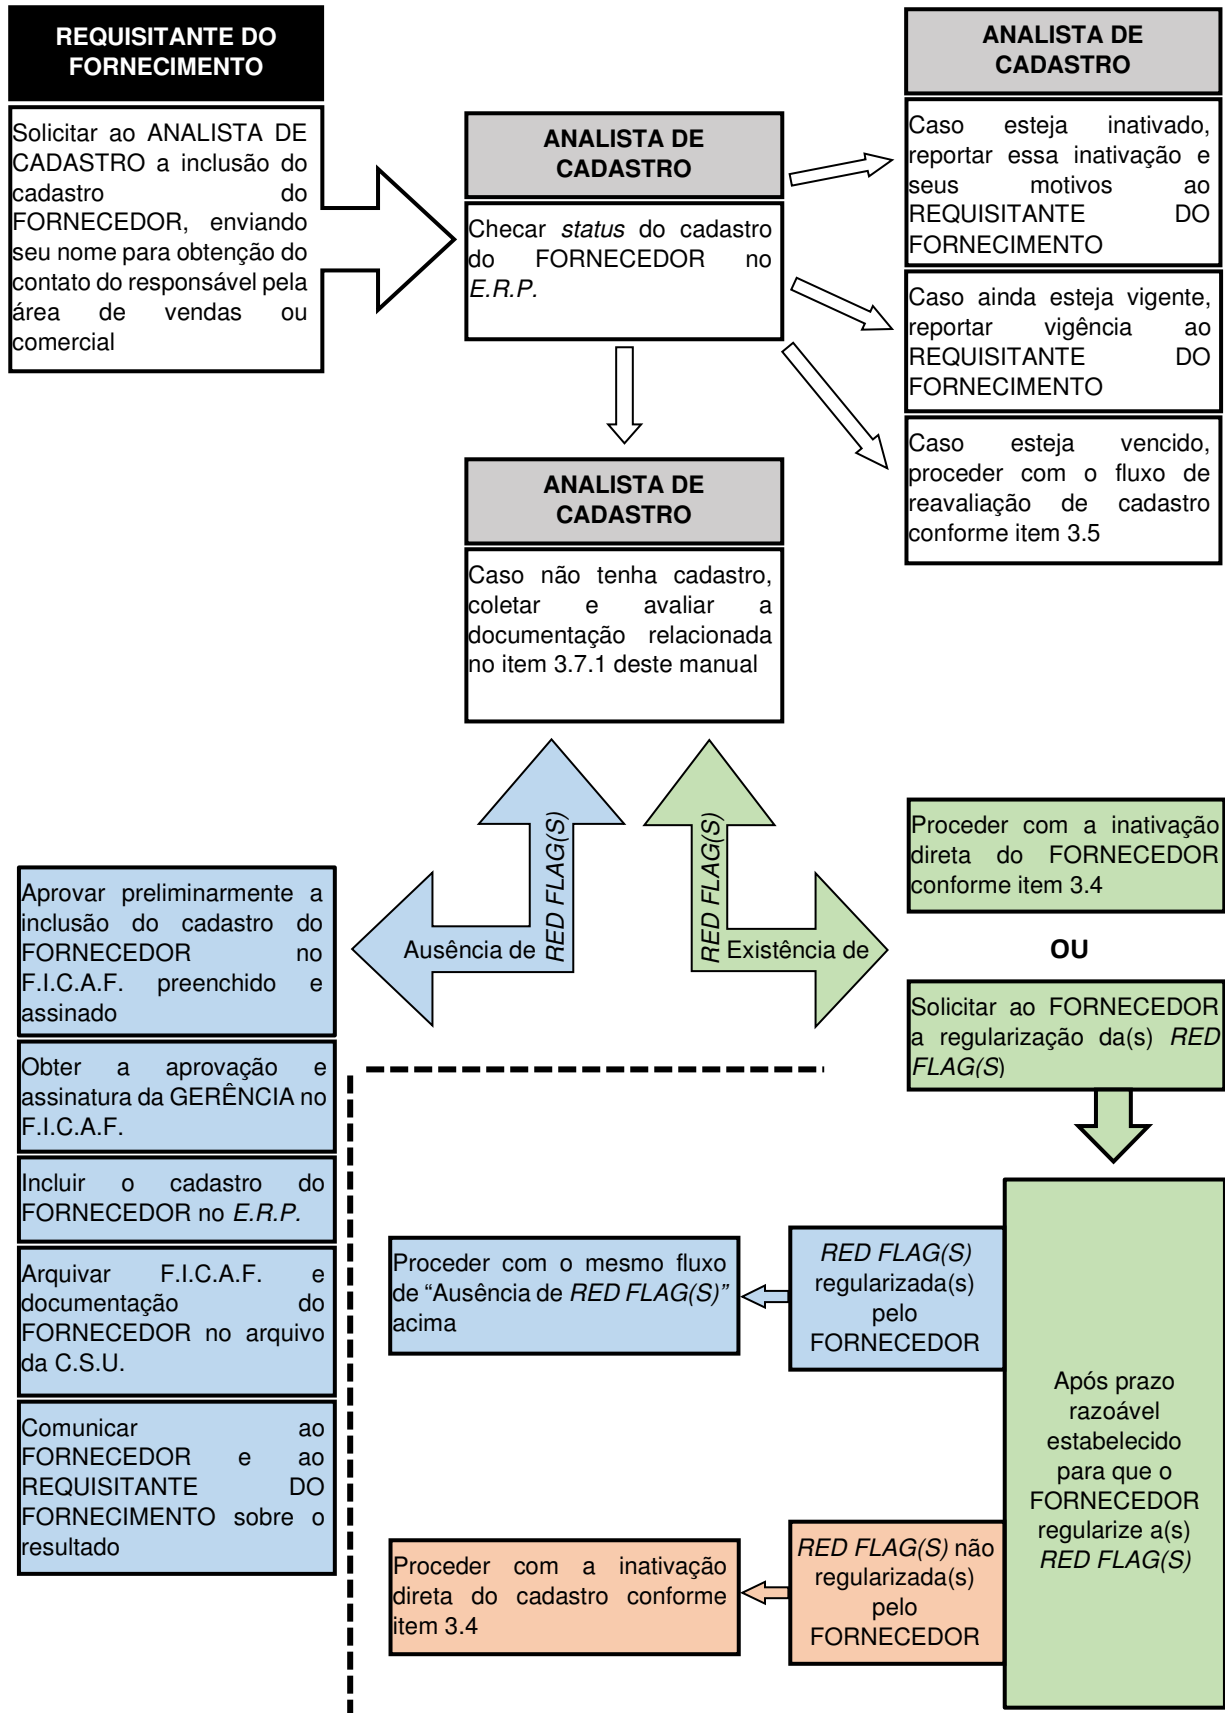 REQUISITANTE DO
FORNECIMENTO
Solicitar ao ANALISTA DE
CADASTRO a inclusão do
cadastro do
FORNECEDOR, enviando
seu nome para obtenção do
contato do responsável pela
área de vendas ou
comercial
ANALISTA DE
CADASTRO
Checar status do cadastro
do FORNECEDOR no
E.R.P.
ANALISTA DE
CADASTRO
Caso esteja inativado,
reportar essa inativação e
seus motivos ao
REQUISITANTE DO
FORNECIMENTO
Caso ainda esteja vigente,
reportar vigência ao
REQUISITANTE DO
FORNECIMENTO
Caso esteja vencido,
proceder com o fluxo de
reavaliação de cadastro
conforme item 3.5
ANALISTA DE
CADASTRO
Caso não tenha cadastro,
coletar e avaliar a
documentação relacionada
no item 3.7.1 deste manual
Ausência de
RED FLAG(S)
RED FLAG(S)
Existência de
Aprovar preliminarmente a
inclusão do cadastro do
FORNECEDOR no
F.I.C.A.F. preenchido e
assinado
Obter a aprovação e
assinatura da GERÊNCIA no
F.I.C.A.F.
Incluir o cadastro do
FORNECEDOR no E.R.P.
Arquivar F.I.C.A.F. e
documentação do
FORNECEDOR no arquivo
da C.S.U.
Comunicar ao
FORNECEDOR e ao
REQUISITANTE DO
FORNECIMENTO sobre o
resultado
Proceder com a inativação
direta do FORNECEDOR
conforme item 3.4
OU
Solicitar ao FORNECEDOR
a regularização da(s) RED
FLAG(S)
Após prazo
razoável
estabelecido
para que o
FORNECEDOR
regularize a(s)
RED FLAG(S)
RED FLAG(S)
regularizada(s)
pelo
FORNECEDOR
Proceder com o mesmo fluxo
de “Ausência de RED FLAG(S)”
acima
RED FLAG(S) não
regularizada(s)
pelo
FORNECEDOR
Proceder com a inativação
direta do cadastro conforme
item 3.4